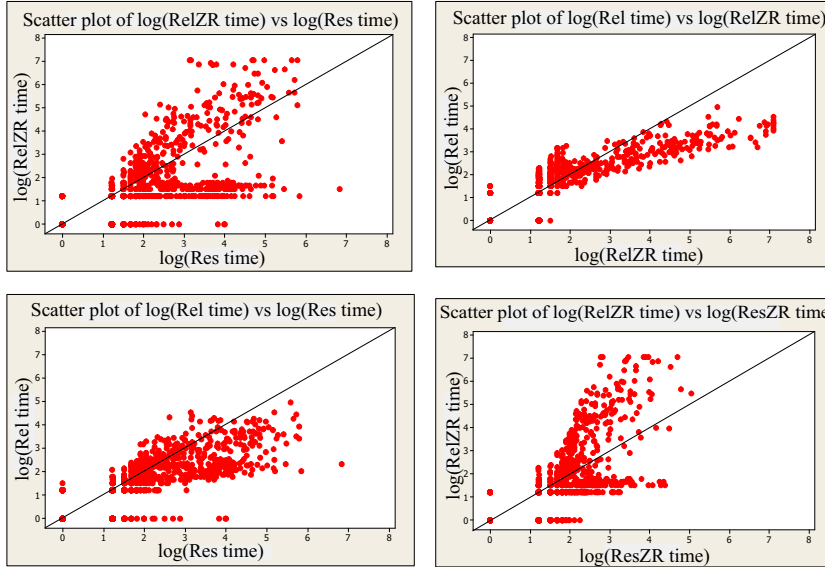 Scatter plot of log(RelZR time) vs log(Res time)
8
7
6
5
4
3
2
1
0
log(RelZR time)
0 1 2 3 4 5 6 7 8
log(Res time)
Scatter plot of log(Rel time) vs log(RelZR time)
8
7
6
5
4
3
2
1
0
log(Rel time)
0 1 2 3 4 5 6 7 8
log(RelZR time)
Scatter plot of log(Rel time) vs log(Res time)
8
7
6
5
4
3
2
1
0
log(Rel time)
0 1 2 3 4 5 6 7 8
log(Res time)
Scatter plot of log(RelZR time) vs log(ResZR time
8
7
6
5
4
3
2
1
0
log(RelZR time)
0 1 2 3 4 5 6 7 8
log(ResZR time)